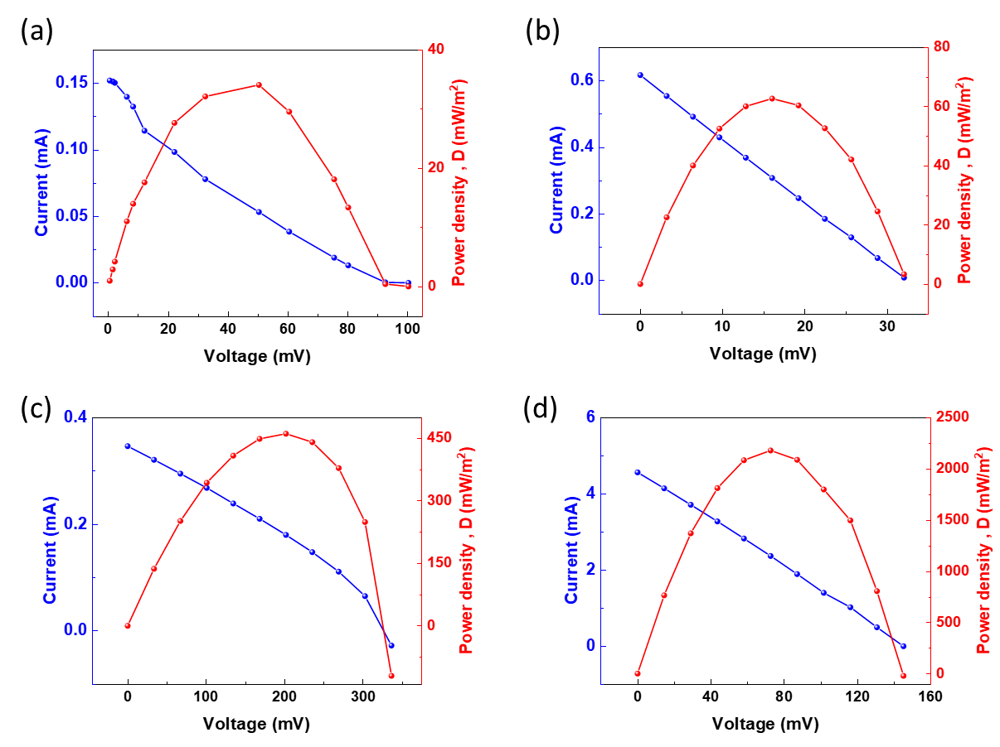 (a)
40
20
0
0.15
0.10
0.05
0.00
Current (mA)
Power density , D (mW/m²)
0 20 40 60 80 100
Voltage (mV)
(b)
80
60
40
20
0
0.6
0.4
0.2
0.0
Current (mA)
Power density , D (mW/m²)
0 10 20 30
Voltage (mV)
(c)
0.4
0.2
0.0
450
300
150
0
Current (mA)
Power density , D (mW/m²)
0 100 200 300
Voltage (mV)
(d)
6
4
2
0
2500
2000
1500
1000
500
0
Current (mA)
Power density , D (mW/m²)
0 40 80 120 160
Voltage (mV)